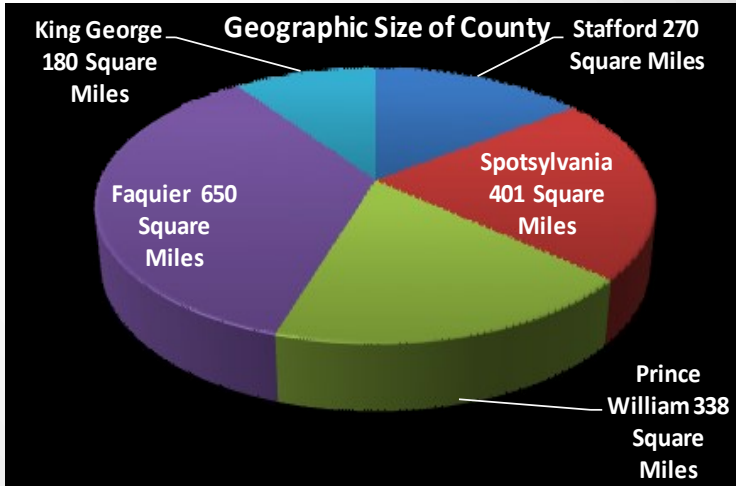 Geographic Size of County
King George
180 Square
Miles
Stafford 270
Square Miles
Spotsylvania
401 Square
Miles
Faquier 650
Square
Miles
Prince
William 338
Square
Miles